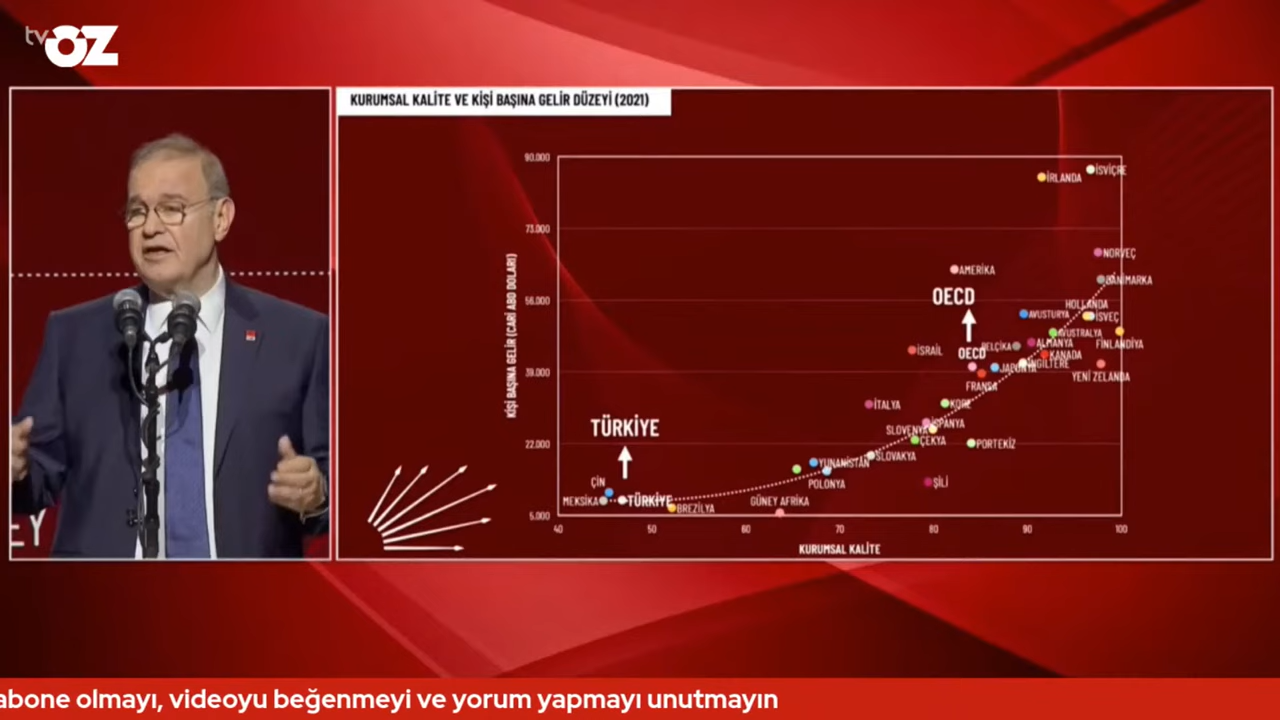 tv OZ
KURUMSAL KALİTE VE KİŞİ BAŞINA GELİR DÜZEYİ (2021)
90.000
73.000
56.000
39.000
22.000
5.000
KİŞİ BAŞINA GELİR (CARİ ABD DOLARI)
İSVİÇRE
İRLANDA
NORVEÇ
AMERİKA
DANİMARKA
OECD
HOLLANDA
AVUSTURYA
İSVEÇ
AVUSTRALYA
BELÇİKA
ALMANYA
FİNLANDİYA
İSRAİL
OECD
KANADA
İNGİLTERE
JAPONYA
YENİ ZELANDA
FRANSA
İTALYA
KORE
TÜRKİYE
İSPANYA
SLOVENYA
ÇEKYA
PORTEKİZ
SLOVAKYA
YUNANİSTAN
POLONYA
ÇİN
ŞİLİ
MEKSİKA
TÜRKİYE
BREZİLYA
GÜNEY AFRİKA
40 50 60 70 80 90 100
KURUMSAL KALİTE
EY
abone olmayı, videoyu beğenmeyi ve yorum yapmayı unutmayın